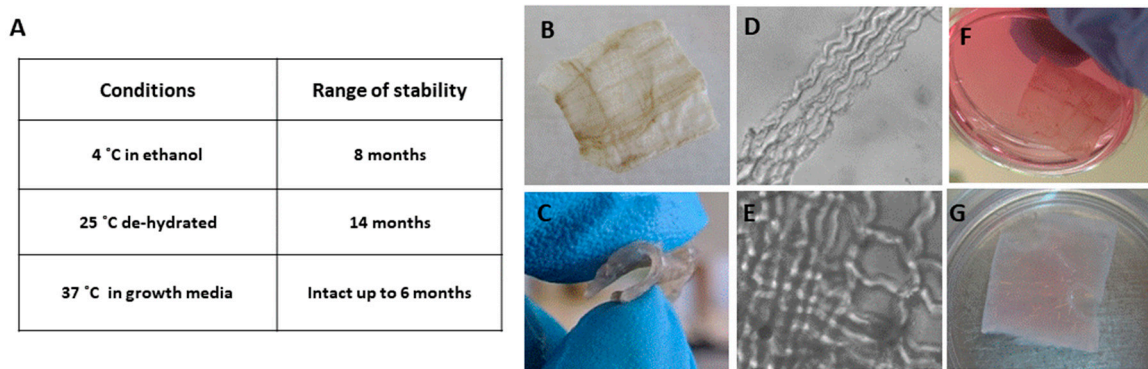 A
Conditions Range of stability
4 ˚C in ethanol 8 months
25 ˚C de-hydrated 14 months
37 ˚C in growth media Intact up to 6 months
B
C
D
E
F
G